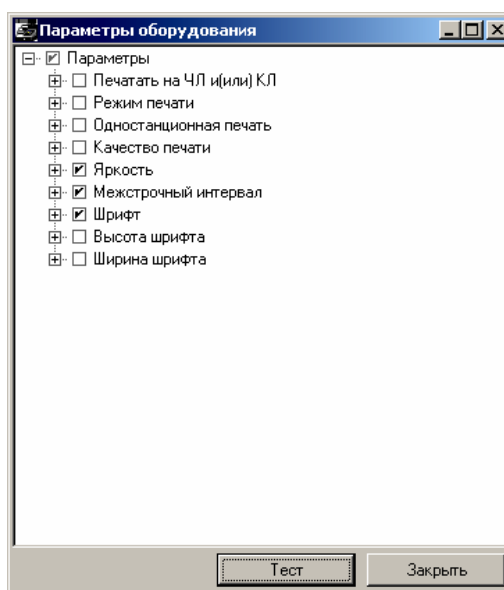 Параметры оборудования
Параметры
Печатать на ЧЛ и(или) КЛ
Режим печати
Одностанционная печать
Качество печати
Яркость
Межстрочный интервал
Шрифт
Высота шрифта
Ширина шрифта
Тест
Закрыть